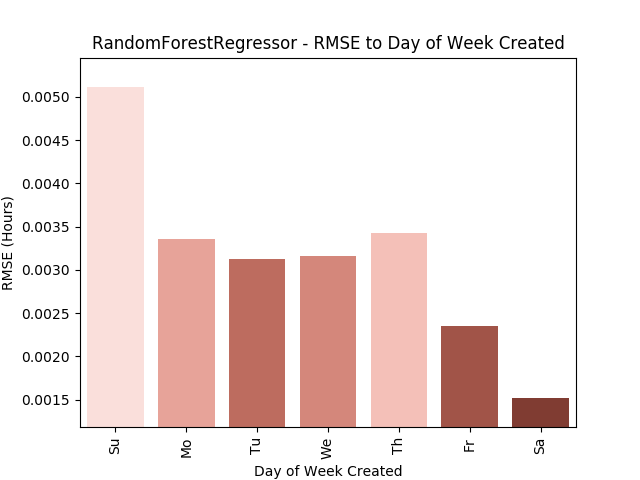 RandomForestRegressor - RMSE to Day of Week Created
RMSE (Hours)
0.0050
0.0045
0.0040
0.0035
0.0030
0.0025
0.0020
0.0015
Su Mo Tu We Th Fr Sa
Day of Week Created